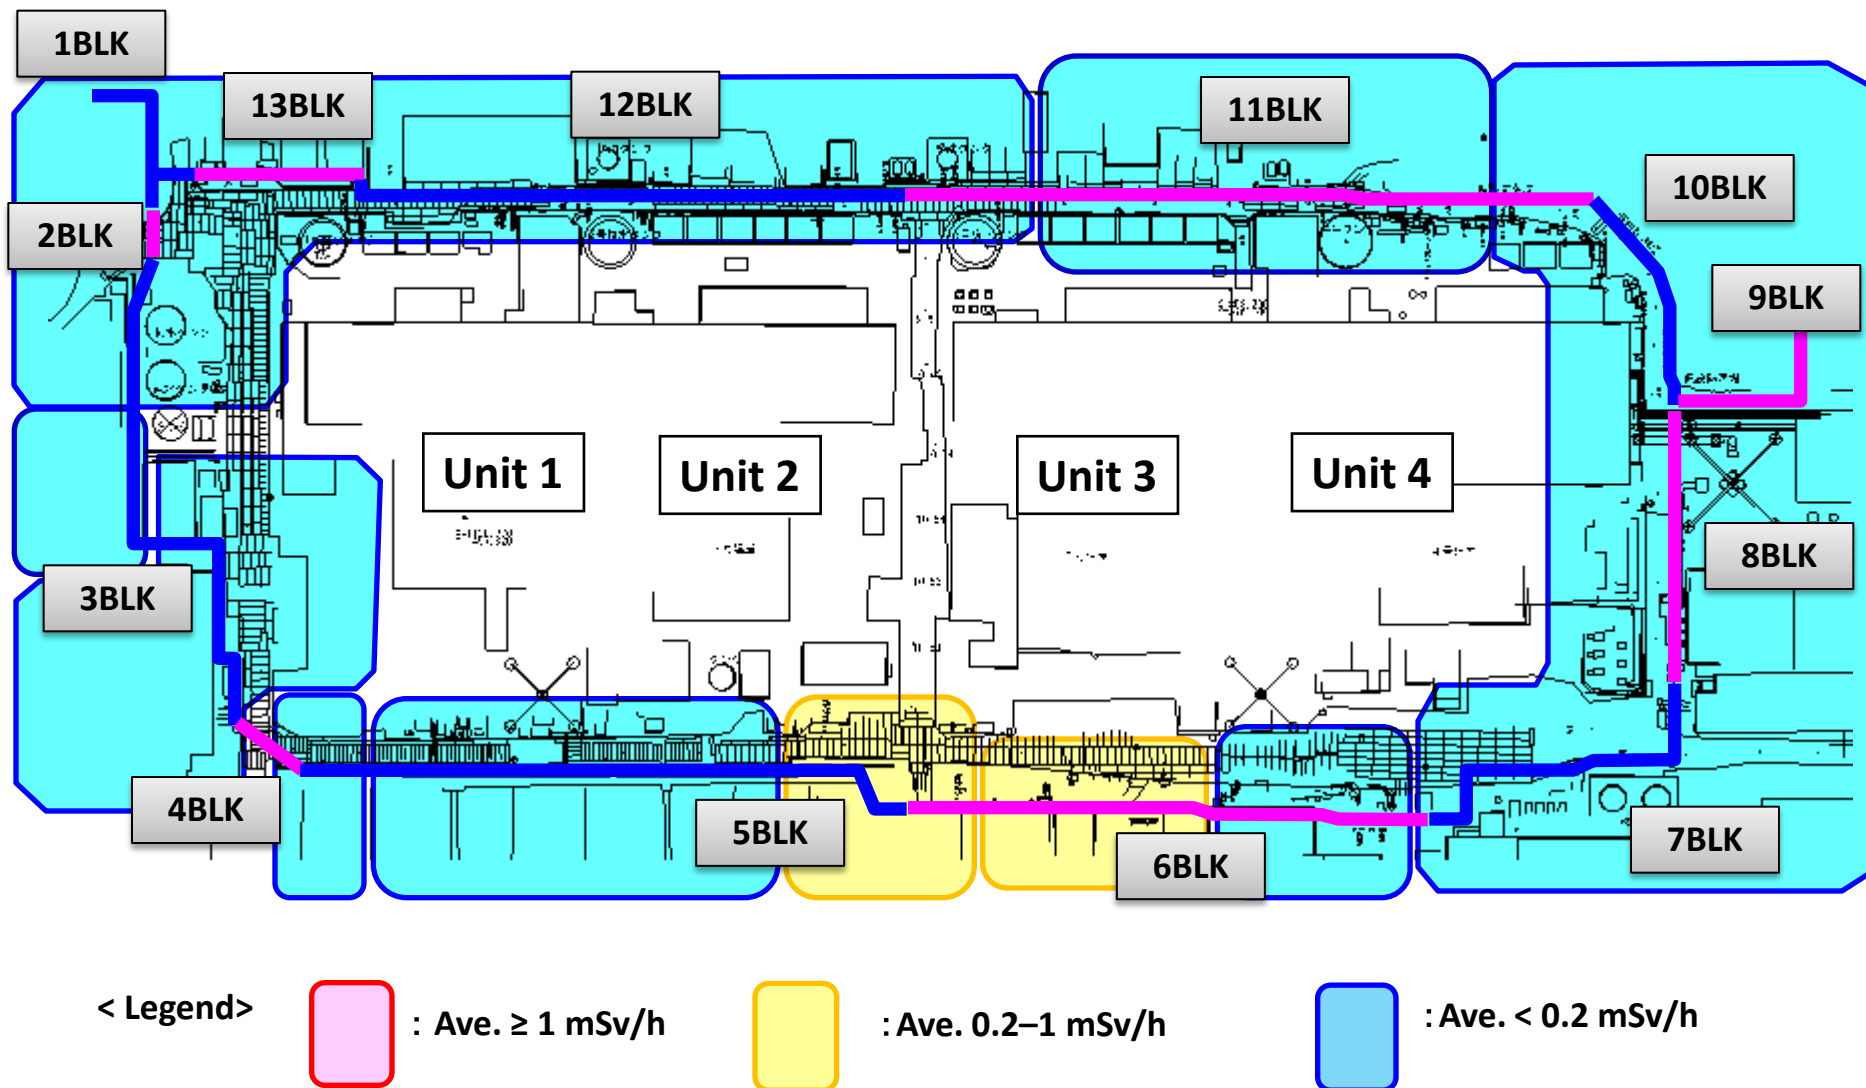 1BLK
13BLK
12BLK
11BLK
10BLK
2BLK
9BLK
Unit 1
Unit 2
Unit 3
Unit 4
8BLK
3BLK
4BLK
5BLK
6BLK
7BLK
< Legend>
: Ave. ≥ 1 mSv/h
: Ave. 0.2–1 mSv/h
: Ave. < 0.2 mSv/h